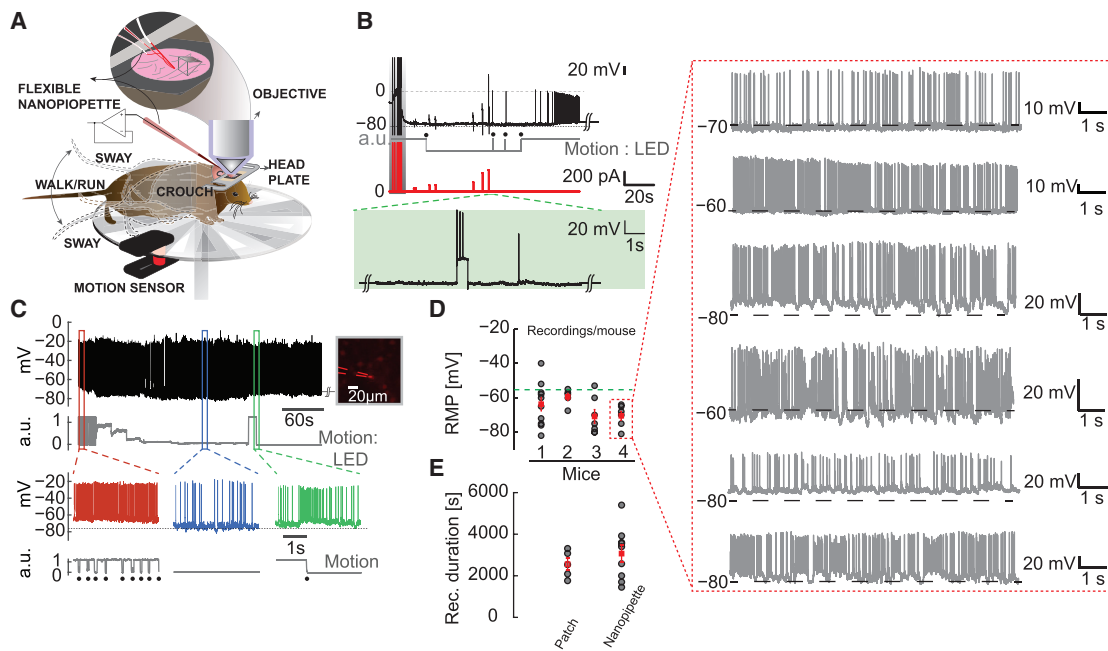 A
FLEXIBLE
NANOPIOPETTE
OBJECTIVE
SWAY
HEAD
PLATE
WALK/RUN
CROUCH
SWAY
MOTION SENSOR
B
20 mV
0
−80
a.u.
Motion : LED
200 pA
0
20s
20 mV
1s
C
0
−20
−40
−60
−80
mV
20µm
60s
1
0
a.u.
Motion:
LED
mV
−20
−40
−60
−80
1s
a.u.
1
0
Motion
D
−20
−40
−60
−80
RMP [mV]
Recordings/mouse
1 2 3 4
Mice
E
6000
4000
2000
0
Rec. duration [s]
Patch
Nanopipette
−70
10 mV
1 s
−60
10 mV
1 s
−80
20 mV
1 s
−60
20 mV
1 s
−80
20 mV
1 s
−80
20 mV
1 s